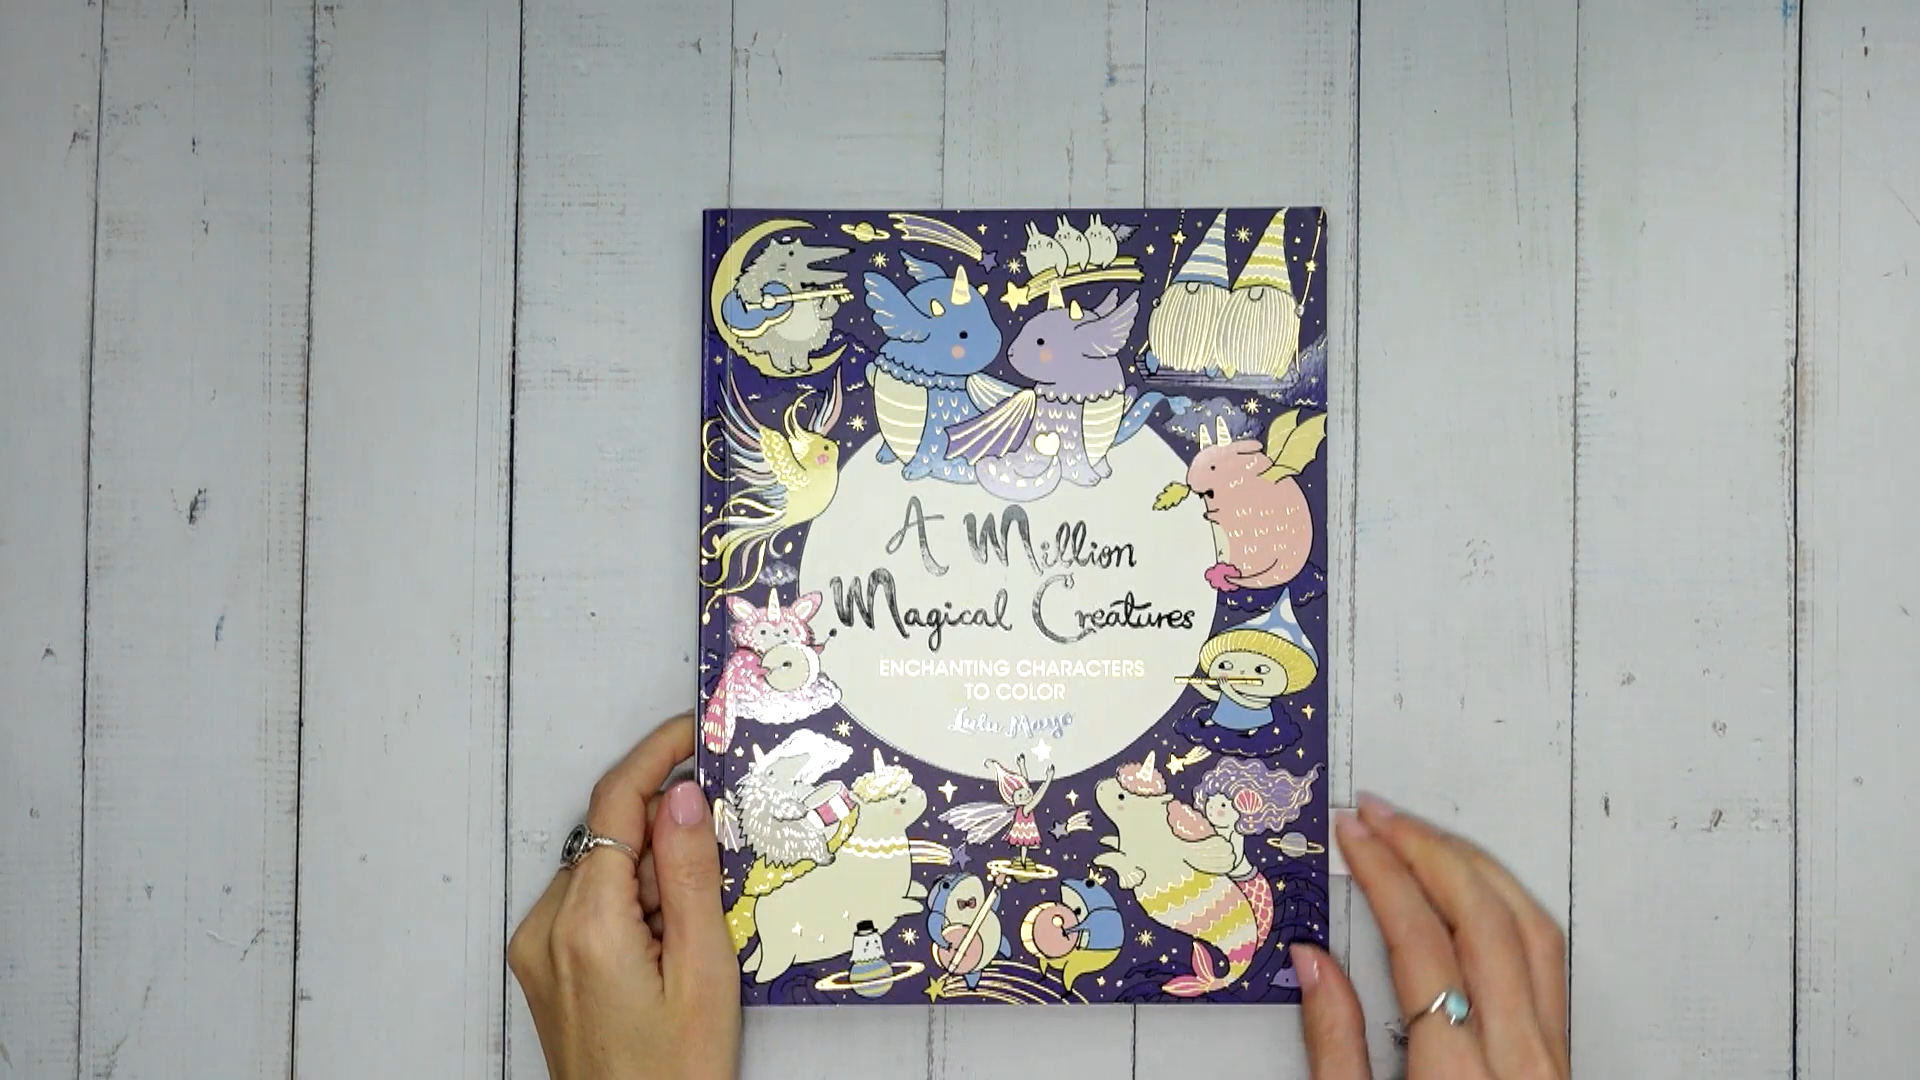 A Million
Magical Creatures
ENCHANTING CHARACTERS
TO COLOR
Lulu Mayo